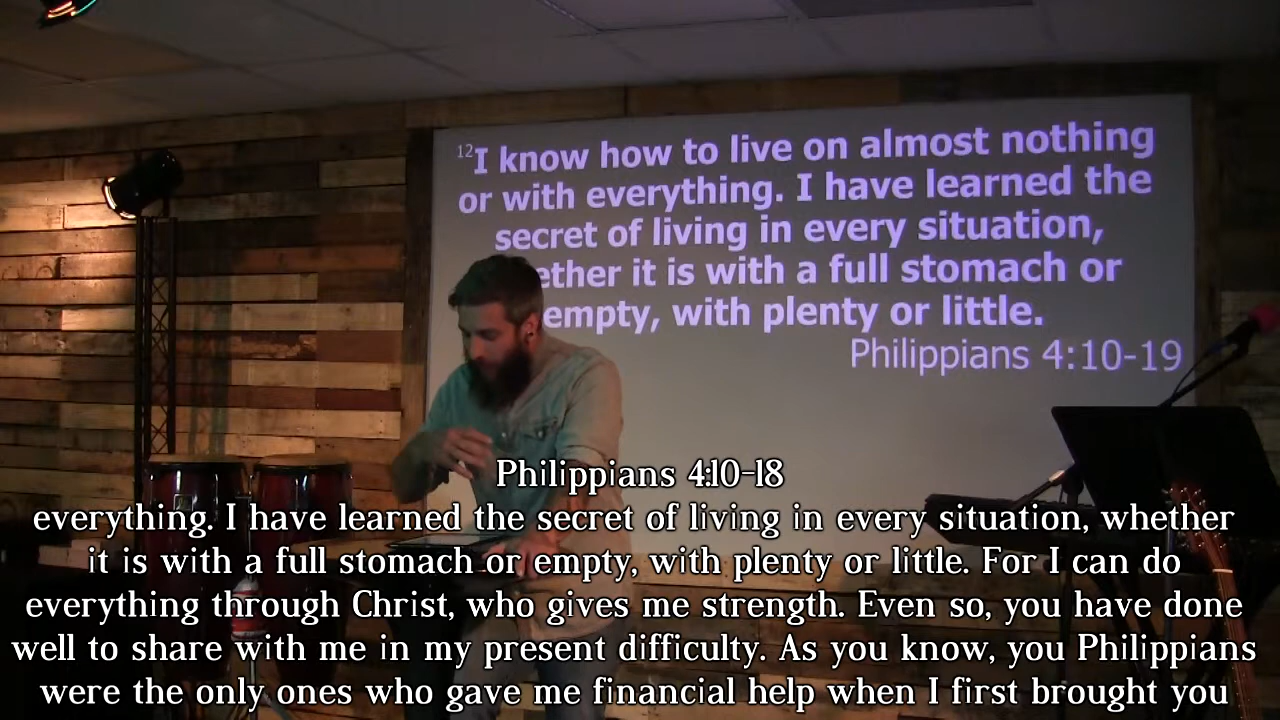 12I know how to live on almost nothing
or with everything. I have learned the
secret of living in every situation,
ether it is with a full stomach or
empty, with plenty or little.
Philippians 4:10-19
Philippians 4:10-18
everything. I have learned the secret of living in every situation, whether
it is with a full stomach or empty, with plenty or little. For I can do
everything through Christ, who gives me strength. Even so, you have done
well to share with me in my present difficulty. As you know, you Philippians
were the only ones who gave me financial help when I first brought you